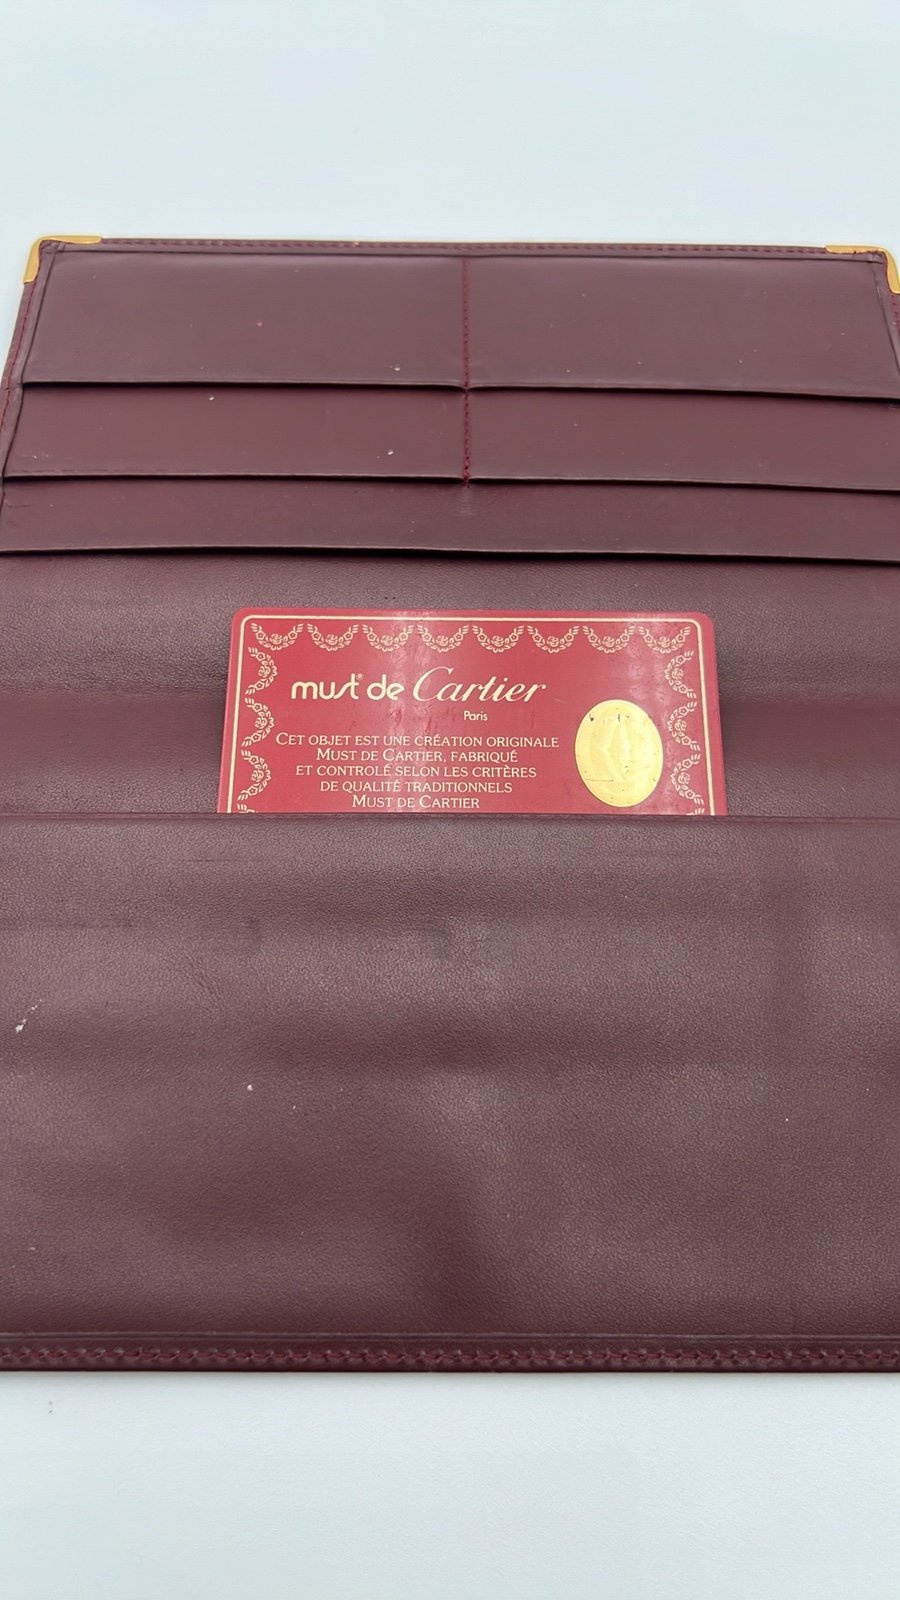 must de Cartier
Paris
CET OBJET EST UNE CRÉATION ORIGINALE
MUST DE CARTIER, FABRIQUÉ
ET CONTROLÉ SELON LES CRITÈRES
DE QUALITÉ TRADITIONNELS
MUST DE CARTIER